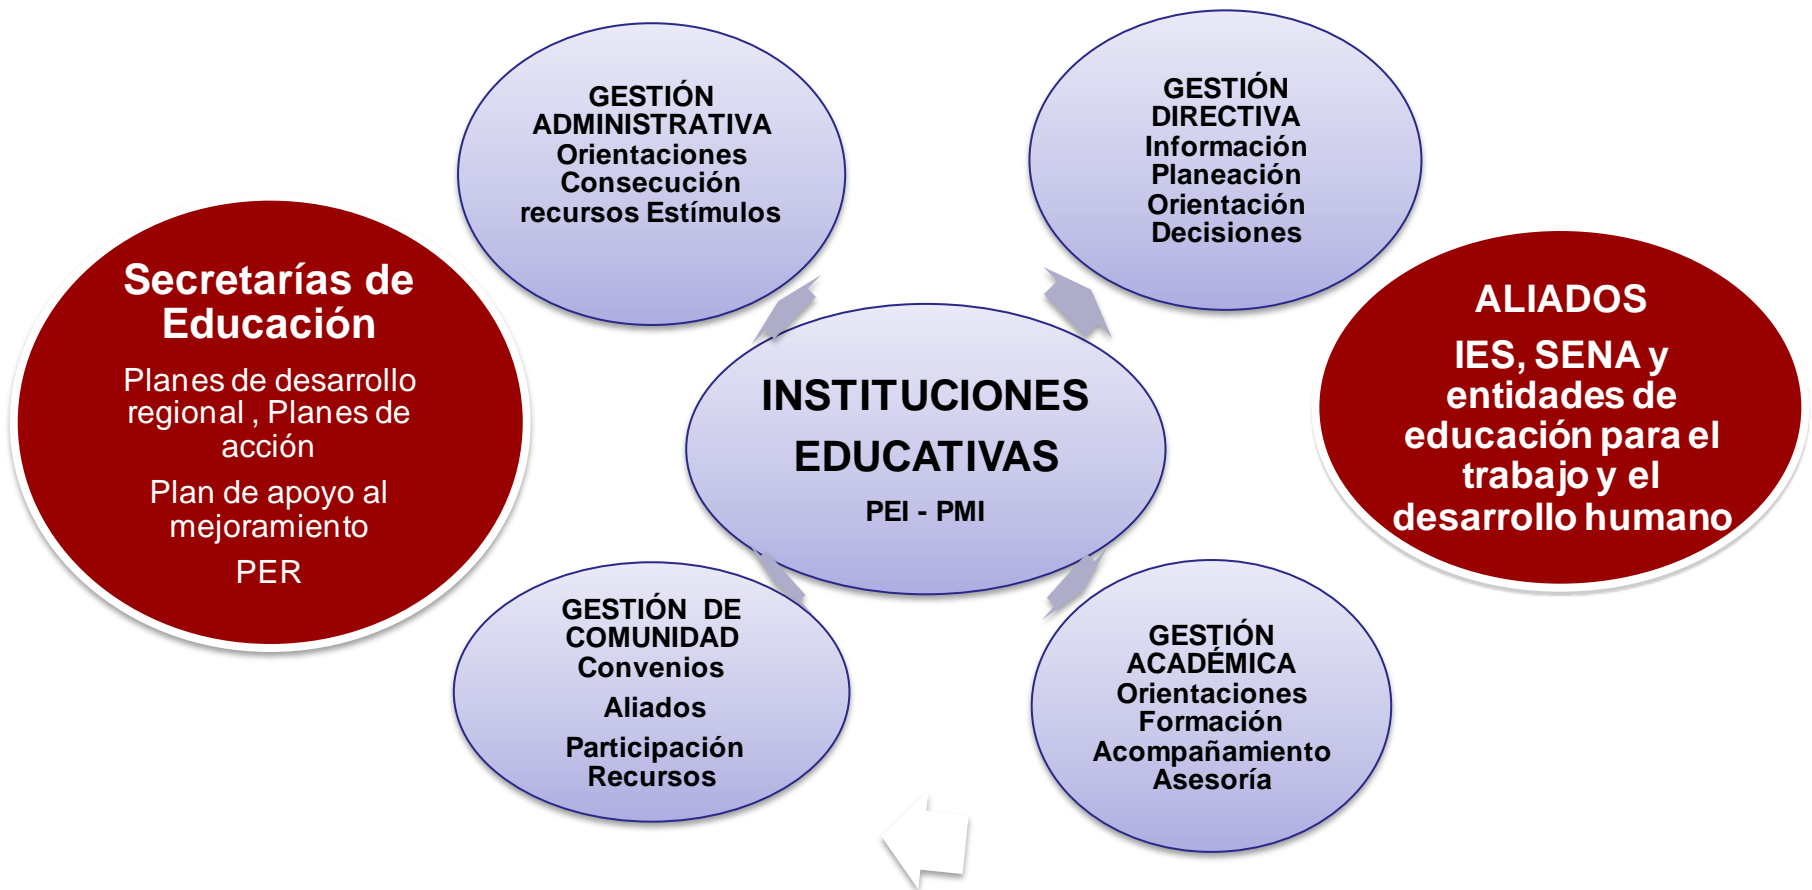 GESTIÓN
ADMINISTRATIVA
Orientaciones
Consecución
recursos Estímulos
GESTIÓN
DIRECTIVA
Información
Planeación
Orientación
Decisiones
Secretarías de
Educación
Planes de desarrollo
regional , Planes de
acción
Plan de apoyo al
mejoramiento
PER
INSTITUCIONES
EDUCATIVAS
PEI - PMI
ALIADOS
IES, SENA y
entidades de
educación para el
trabajo y el
desarrollo humano
GESTIÓN DE
COMUNIDAD
Convenios
Aliados
Participación
Recursos
GESTIÓN
ACADÉMICA
Orientaciones
Formación
Acompañamiento
Asesoría